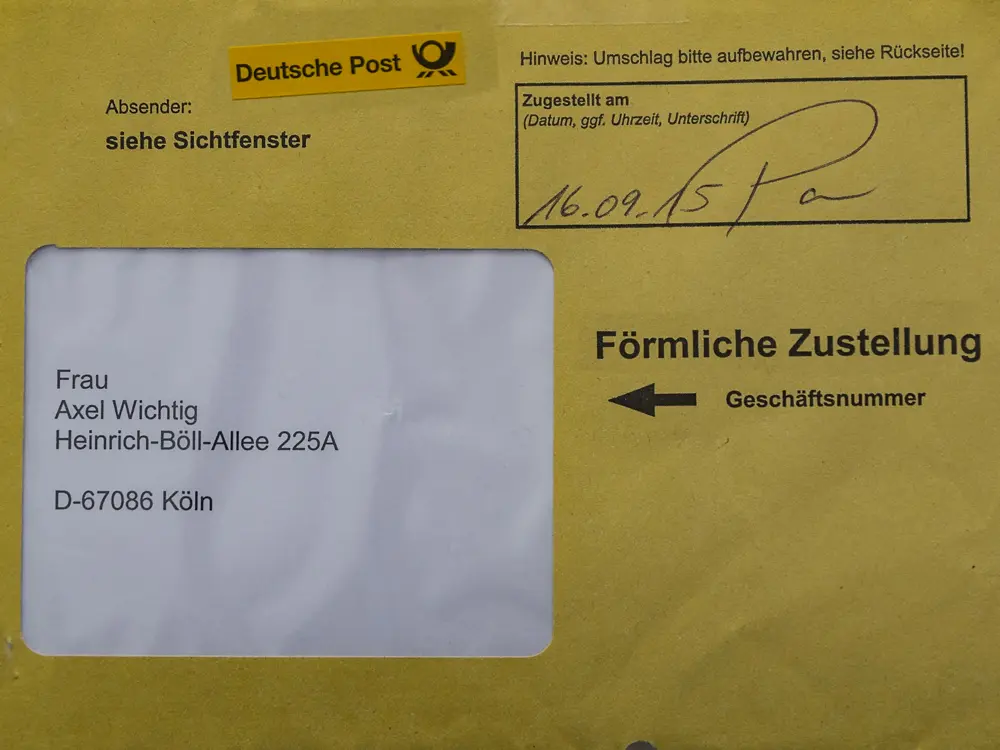 Deutsche Post
Absender:
siehe Sichtfenster
Hinweis: Umschlag bitte aufbewahren, siehe Rückseite!
Zugestellt am
(Datum, ggf. Uhrzeit, Unterschrift)
16.09.15
Förmliche Zustellung
Geschäftsnummer
Frau
Axel Wichtig
Heinrich-Böll-Allee 225A
D-67086 Köln